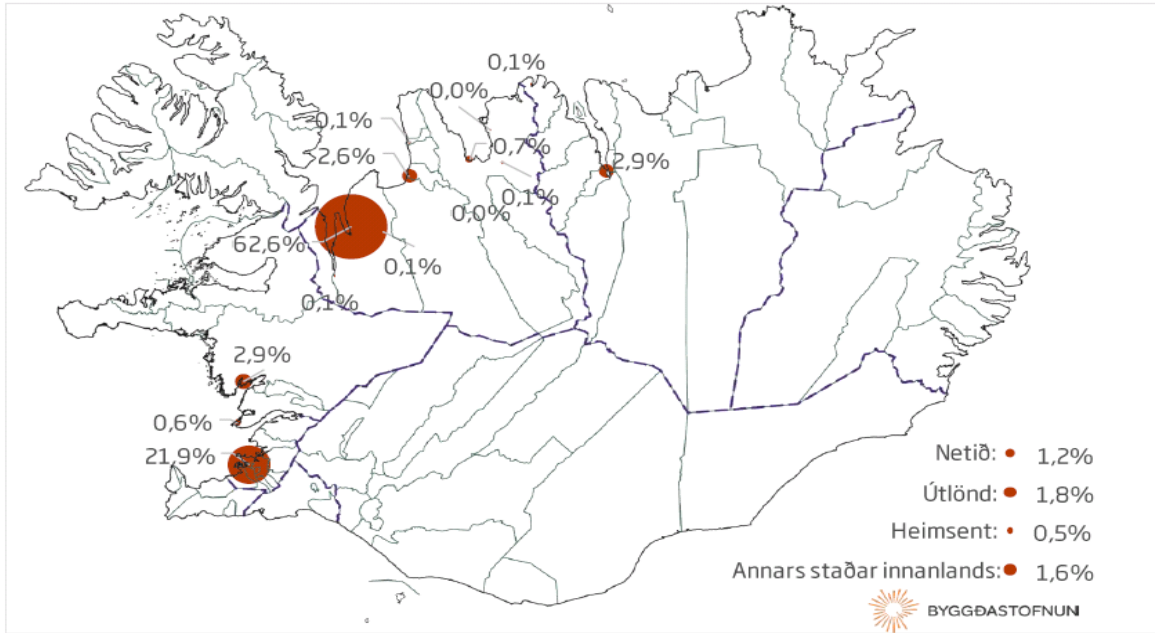 0,1%
0,0%
0,1%
0,7%
2,6%
2,9%
0,1%
0,0%
62,6%
0,1%
0,1%
2,9%
0,6%
21,9%
Netið: 1,2%
Útlönd: 1,8%
Heimsent: 0,5%
Annars staðar innanlands: 1,6%
BYGGÐASTOFNUN